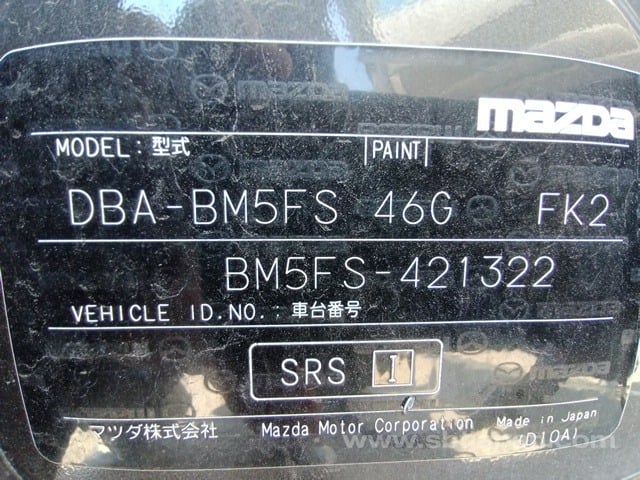 mazda
MODEL: 型式 PAINT
DBA-BM5FS 46G FK2
BM5FS-421322
VEHICLE ID.NO.: 車台番号
SRS I
マツダ株式会社 Mazda Motor Corporation Made in Japan
(D10A)